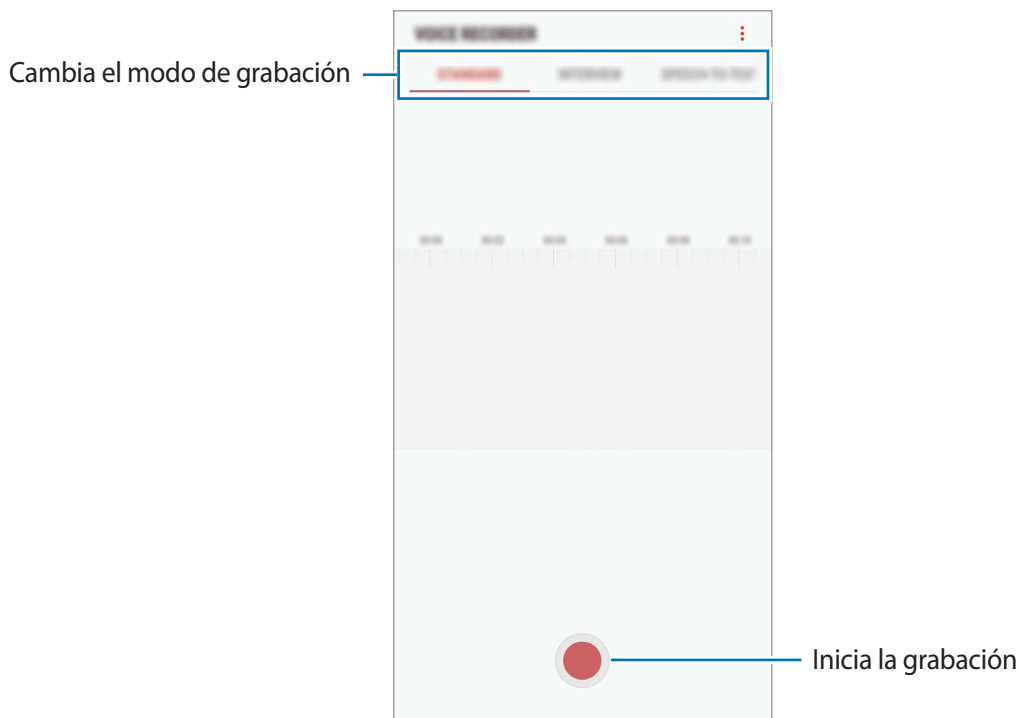 VOICE RECORDER
Cambia el modo de grabación
STANDARD INTERVIEW SPEECH-TO-TEXT
Inicia la grabación